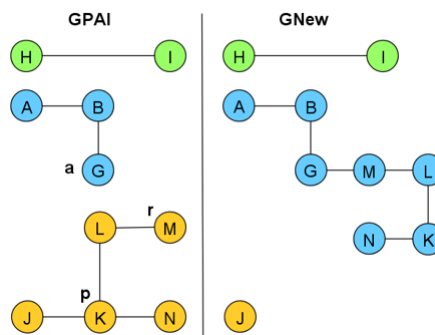 GPAI GNew
H I H I
A B A B
a G G M L
r
L M
N K
p
J K N J